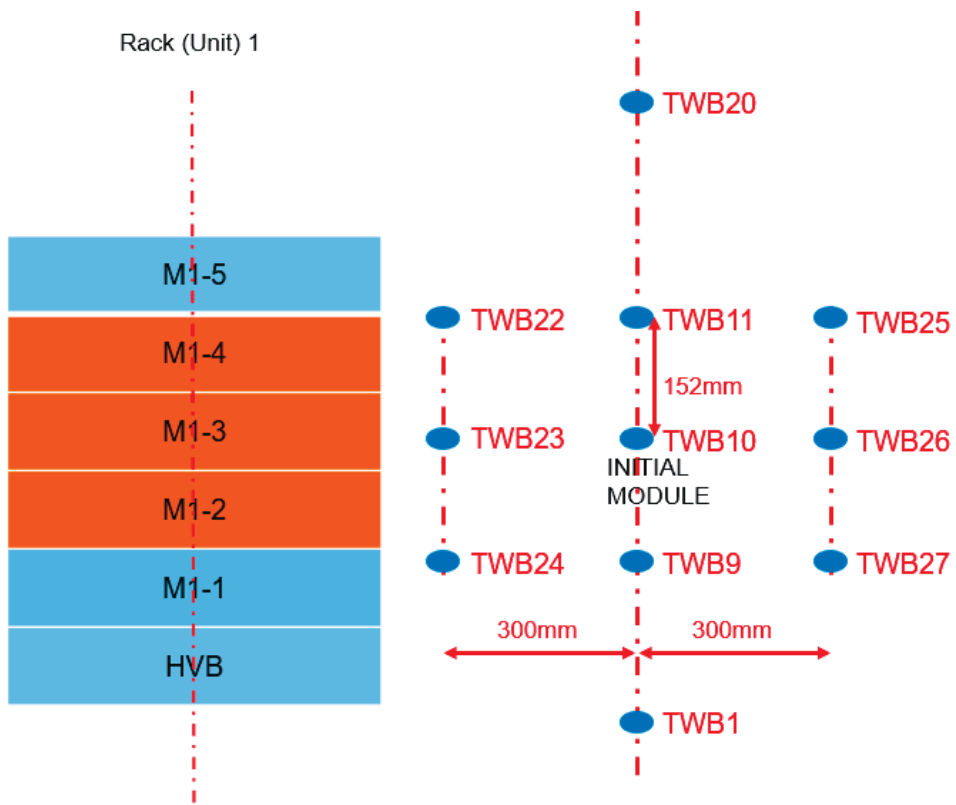 Rack (Unit) 1
TWB20
M1-5
M1-4
M1-3
M1-2
M1-1
HVB
TWB22
TWB11
TWB25
152mm
TWB23
TWB10
TWB26
INITIAL
MODULE
TWB24
TWB9
TWB27
300mm
300mm
TWB1